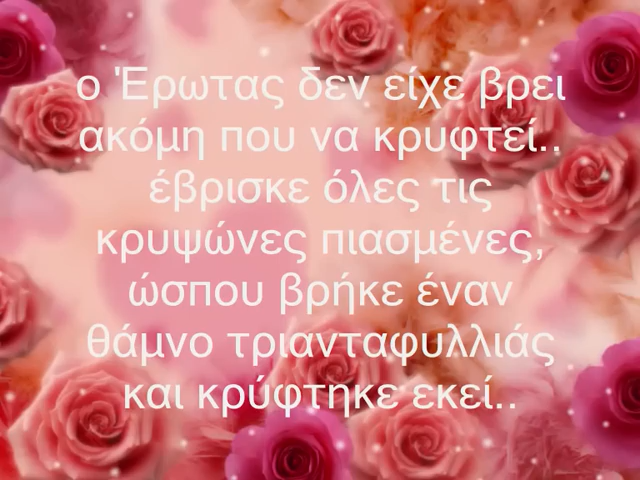 ο Έρωτας δεν είχε βρει
ακόμη που να κρυφτεί..
έβρισκε όλες τις
κρυψώνες πιασμένες,
ώσπου βρήκε έναν
θάμνο τριανταφυλλιάς
και κρύφτηκε εκεί..